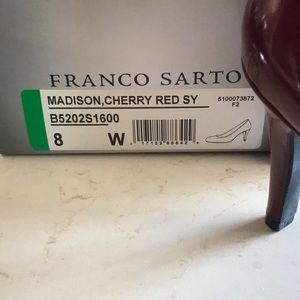 FRANCO SARTO
MADISON,CHERRY RED SY
5100073872
F2
B5202S1600
8 W